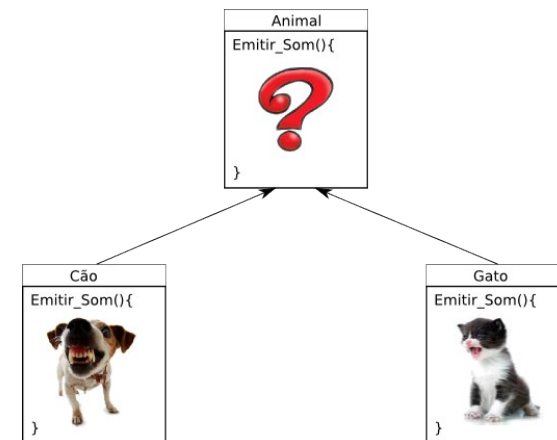 Animal
Emitir_Som(){
}
Cão
Emitir_Som(){
}
Gato
Emitir_Som(){
}